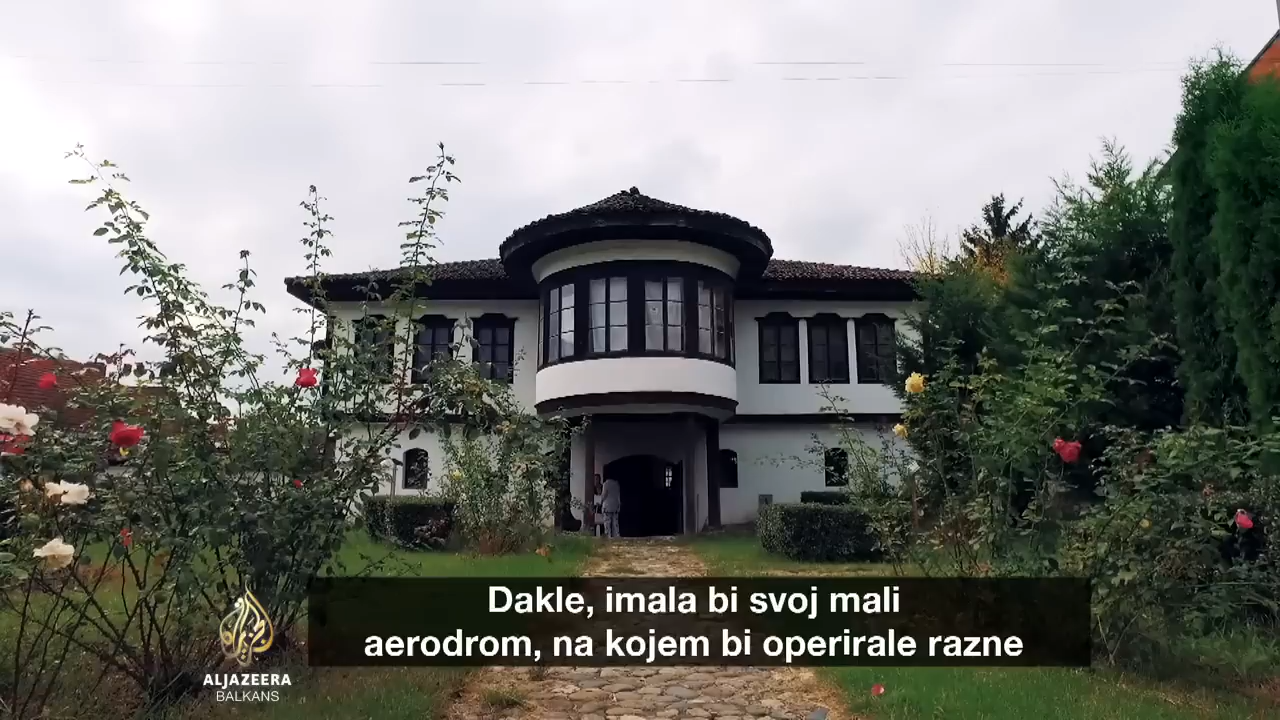 Dakle, imala bi svoj mali
aerodrom, na kojem bi operirale razne
ALJAZEERA
BALKANS